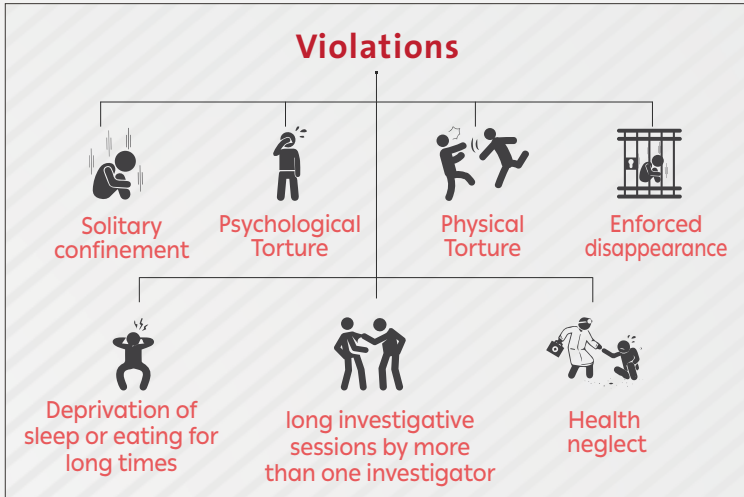 Violations
Solitary
confinement
Psychological
Torture
Physical
Torture
Enforced
disappearance
Deprivation of
sleep or eating for
long times
long investigative
sessions by more
than one investigator
Health
neglect